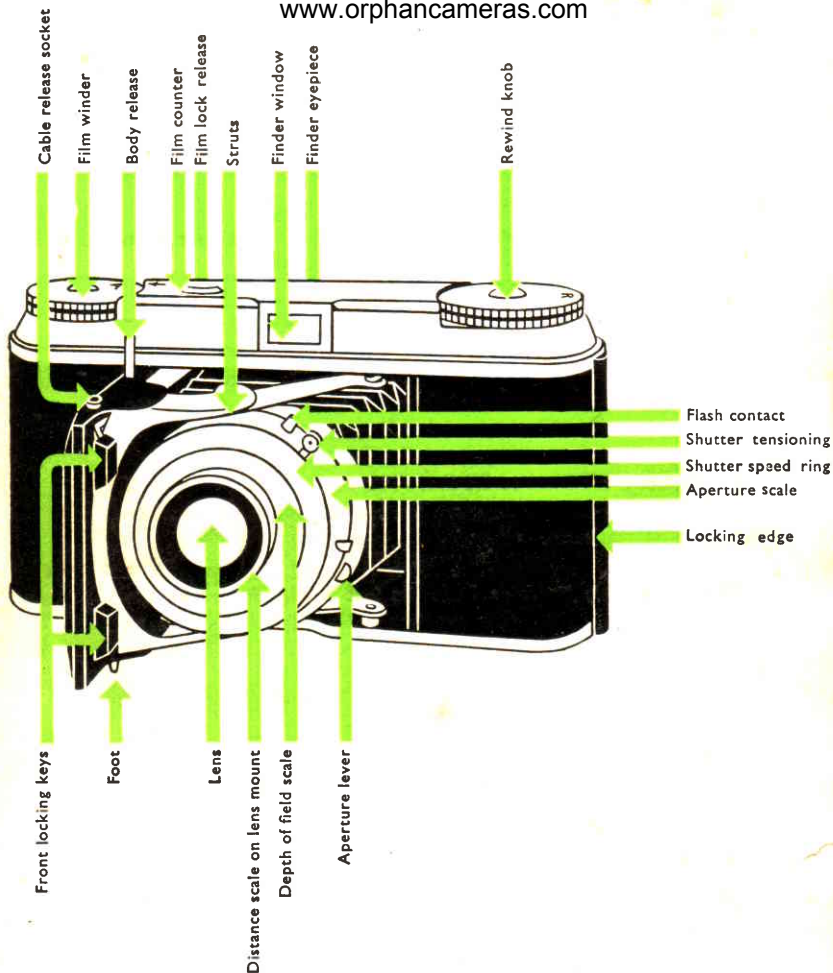 www.orphancameras.com
Cable release socket
Film winder
Body release
Film counter
Film lock release
Struts
Finder window
Finder eyepiece
Rewind knob
R
Flash contact
Shutter tensioning
Shutter speed ring
Aperture scale
Locking edge
Front locking keys
Foot
Lens
Distance scale on lens mount
Depth of field scale
Aperture lever